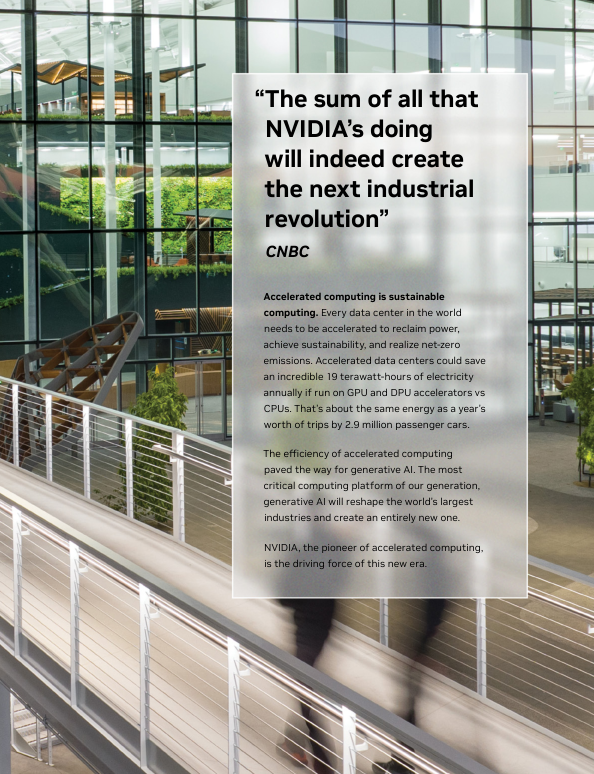 “The sum of all that
NVIDIA’s doing
will indeed create
the next industrial
revolution”
CNBC
Accelerated computing is sustainable
computing. Every data center in the world
needs to be accelerated to reclaim power,
achieve sustainability, and realize net-zero
emissions. Accelerated data centers could save
an incredible 19 terawatt-hours of electricity
annually if run on GPU and DPU accelerators vs
CPUs. That’s about the same energy as a year’s
worth of trips by 2.9 million passenger cars.
The efficiency of accelerated computing
paved the way for generative AI. The most
critical computing platform of our generation,
generative AI will reshape the world’s largest
industries and create an entirely new one.
NVIDIA, the pioneer of accelerated computing,
is the driving force of this new era.